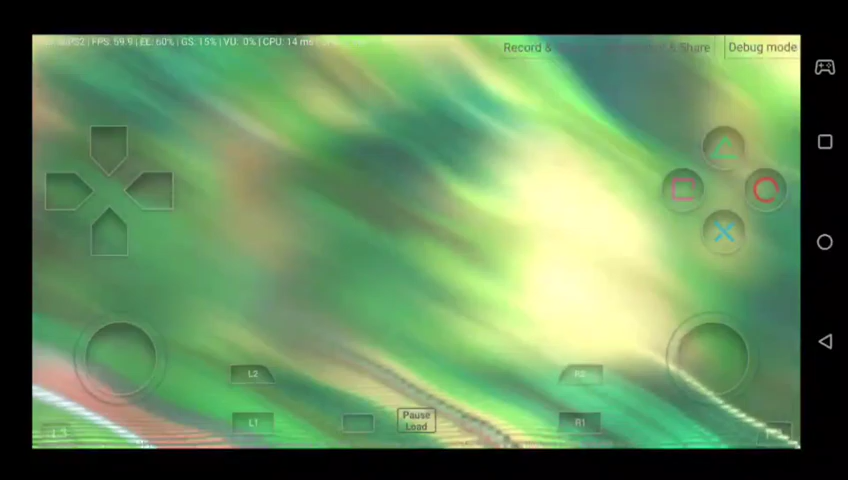 FPS: 59.9 | EE: 60% | GS: 15% | VU: 0% | CPU: 14 ms
Record &
& Share
Debug mode
L2
R2
Pause
Load
L1
R1